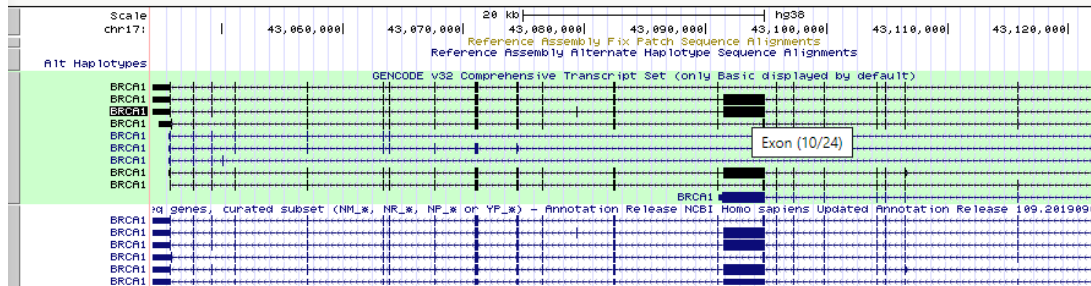 Scale 20 kb hg38
chr17: 43,060,000 43,070,000 43,080,000 43,090,000 43,100,000 43,110,000 43,120,000
Reference Assembly Fix Patch Sequence Alignments
Reference Assembly Alternate Haplotype Sequence Alignments
Alt Haplotypes
GENCODE v32 Comprehensive Transcript Set (only Basic displayed by default)
BRCA1
BRCA1
BRCA1
BRCA1
BRCA1
BRCA1
BRCA1
BRCA1
BRCA1
Exon (10/24)
BRCA1
genes, curated subset (NM_*, NR_*, NP_* or YP_*) - Annotation Release NCBI Homo sapiens Updated Annotation Release 109.201909
BRCA1
BRCA1
BRCA1
BRCA1
BRCA1
BRCA1